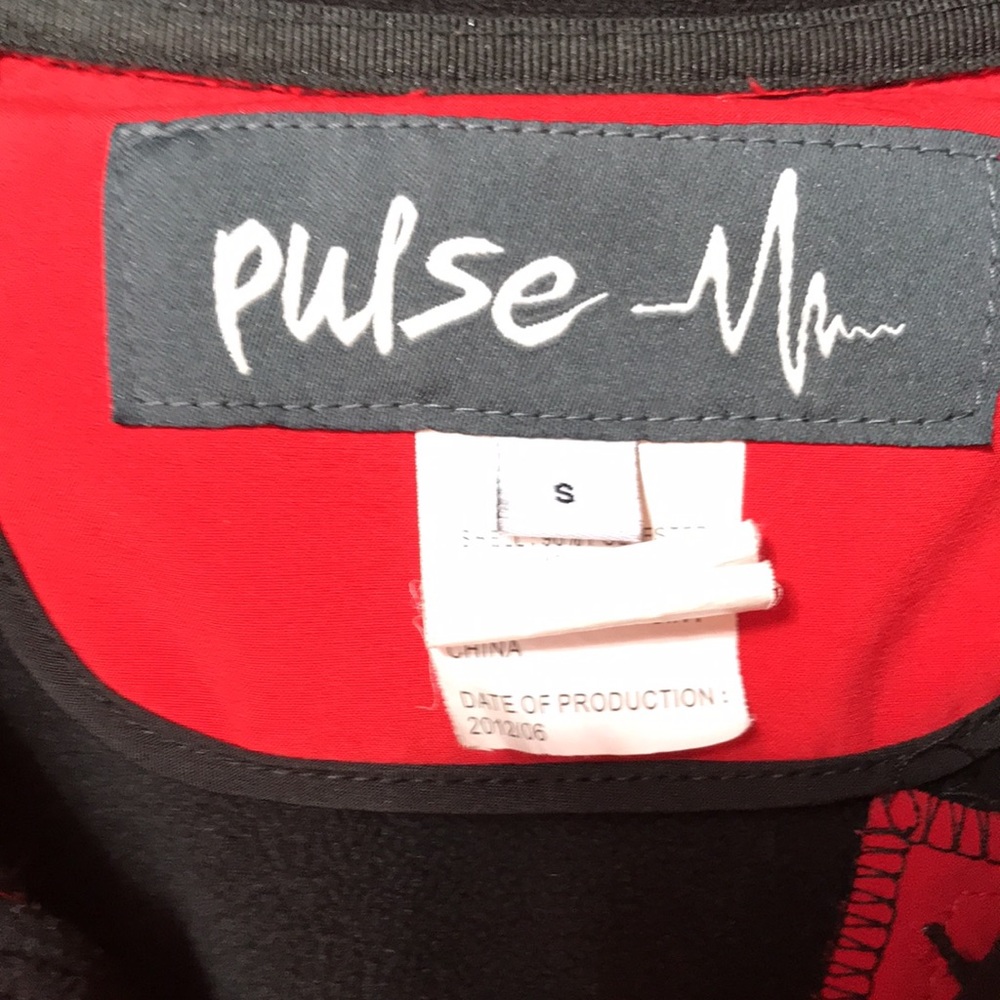 pulse
S
CHINA
DATE OF PRODUCTION :
2012/06